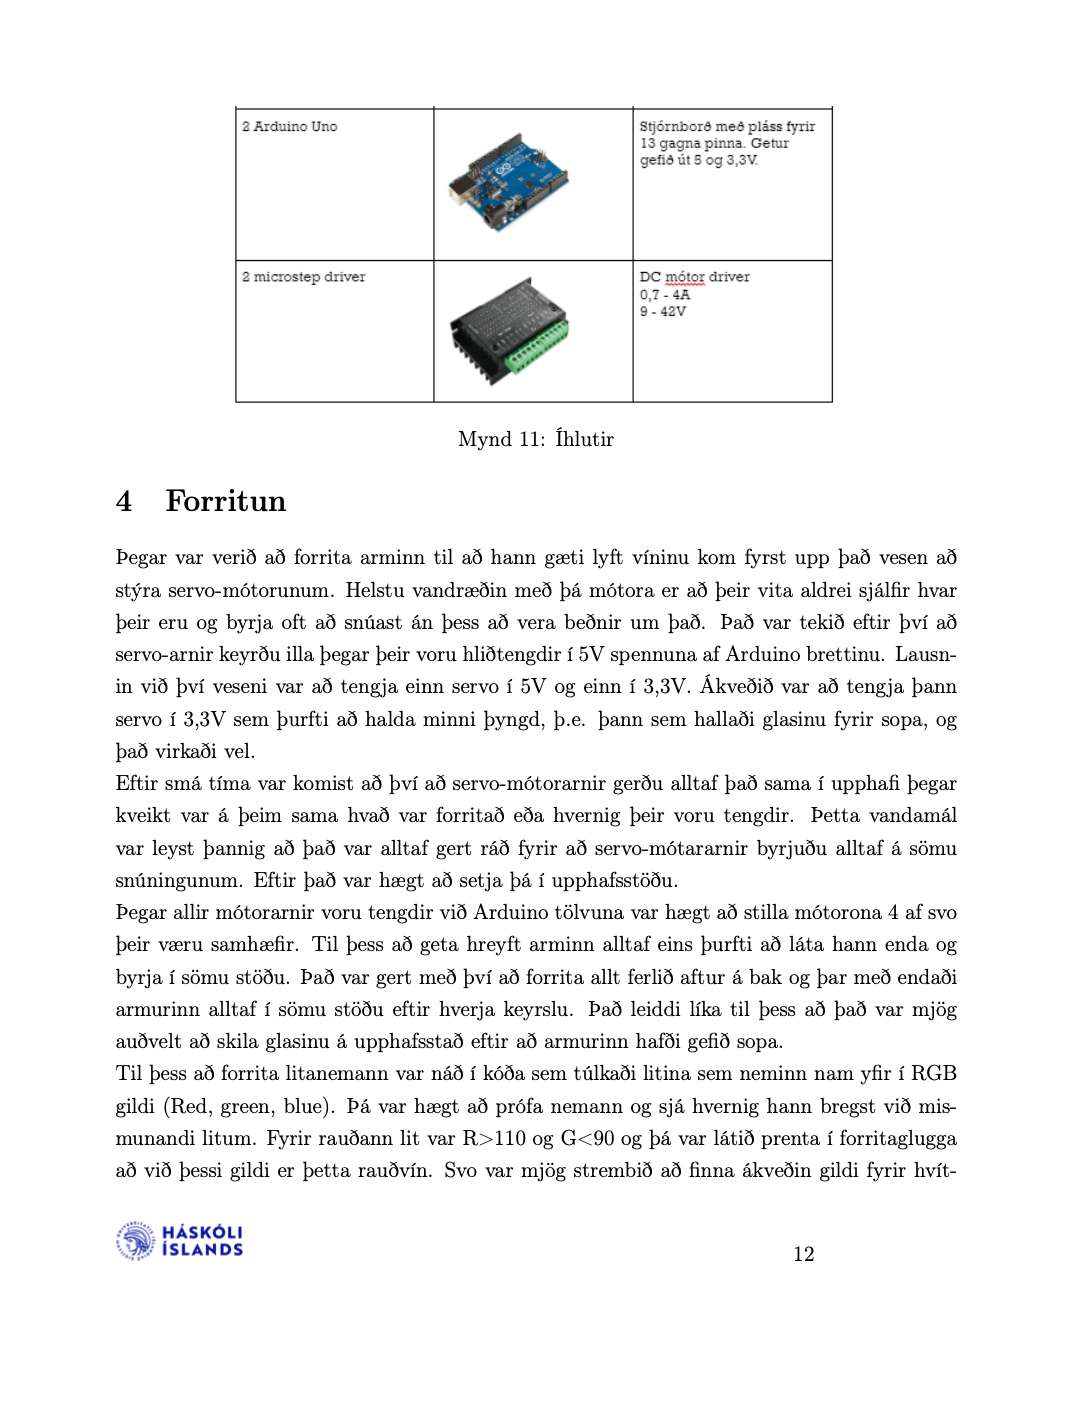 2 Arduino Uno
Stjórnborð með pláss fyrir
13 gagna pinna. Getur
gefið út 5 og 3,3V.
2 microstep driver
DC mótor driver
0,7 - 4A
9 - 42V
Mynd 11: Íhlutir
4 Forritun
Þegar var verið að forrita arminn til að hann gæti lyft víninu kom fyrst upp það vesen að
stýra servo-mótorunum. Helstu vandræðin með þá mótora er að þeir vita aldrei sjálfir hvar
þeir eru og byrja oft að snúast án þess að vera beðnir um það. Það var tekið eftir því að
servo-arnir keyrðu illa þegar þeir voru hliðtengdir í 5V spennuna af Arduino brettinu. Lausn-
in við því veseni var að tengja einn servo í 5V og einn í 3,3V. Ákveðið var að tengja þann
servo í 3,3V sem þurfti að halda minni þyngd, þ.e. þann sem hallaði glasinu fyrir sopa, og
það virkaði vel.
Eftir smá tíma var komist að því að servo-mótorarnir gerðu alltaf það sama í upphafi þegar
kveikt var á þeim sama hvað var forritað eða hvernig þeir voru tengdir. Þetta vandamál
var leyst þannig að það var alltaf gert ráð fyrir að servo-mótararnir byrjuðu alltaf á sömu
snúningunum. Eftir það var hægt að setja þá í upphafsstöðu.
Þegar allir mótorarnir voru tengdir við Arduino tölvuna var hægt að stilla mótorona 4 af svo
þeir væru samhæfir. Til þess að geta hreyft arminn alltaf eins þurfti að láta hann enda og
byrja í sömu stöðu. Það var gert með því að forrita allt ferlið aftur á bak og þar með endaði
armurinn alltaf í sömu stöðu eftir hverja keyrslu. Það leiddi líka til þess að það var mjög
auðvelt að skila glasinu á upphafsstað eftir að armurinn hafði gefið sopa.
Til þess að forrita litanemann var náð í kóða sem túlkaði litina sem neminn nam yfir í RGB
gildi (Red, green, blue). Þá var hægt að prófa nemann og sjá hvernig hann bregst við mis-
munandi litum. Fyrir rauðann lit var R>110 og G<90 og þá var látið prenta í forritaglugga
að við þessi gildi er þetta rauðvín. Svo var mjög strembið að finna ákveðin gildi fyrir hvít-
HÁSKÓLI
ÍSLANDS
12